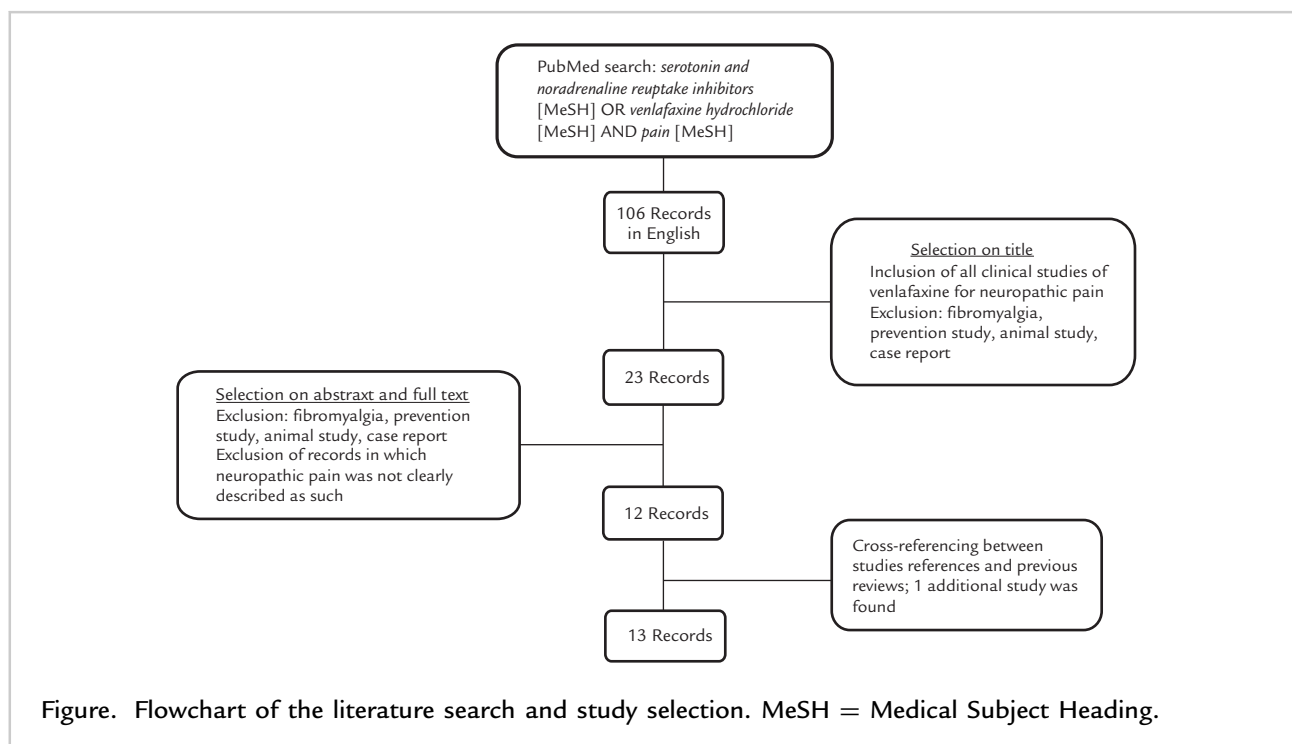 PubMed search: serotonin and
noradrenaline reuptake inhibitors
[MeSH] OR venlafaxine hydrochloride
[MeSH] AND pain [MeSH]
106 Records
in English
Selection on title
Inclusion of all clinical studies of
venlafaxine for neuropathic pain
Exclusion: fibromyalgia,
prevention study, animal study,
case report
23 Records
Selection on abstraxt and full text
Exclusion: fibromyalgia, prevention
study, animal study, case report
Exclusion of records in which
neuropathic pain was not clearly
described as such
12 Records
Cross-referencing between
studies references and previous
reviews; 1 additional study was
found
13 Records
Figure. Flowchart of the literature search and study selection. MeSH = Medical Subject Heading.